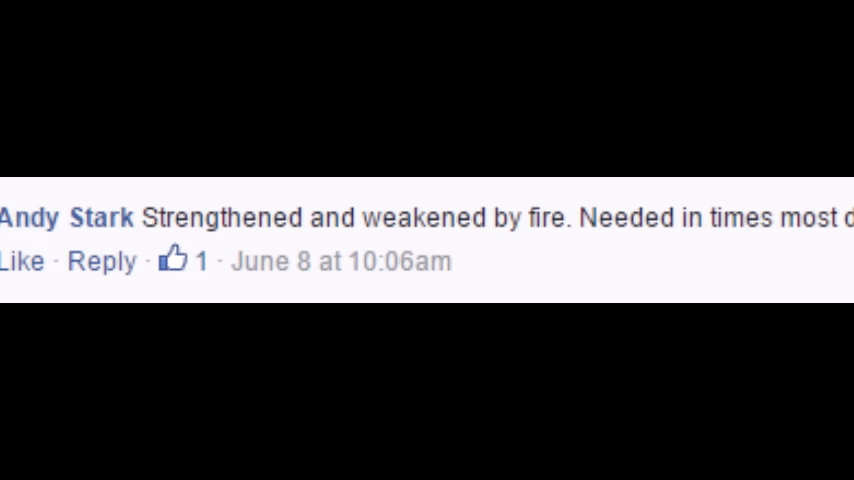 Andy Stark Strengthened and weakened by fire. Needed in times most
Like · Reply · 1 · June 8 at 10:06am